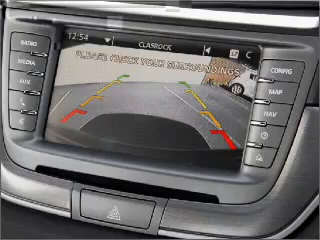 12:54
CLASROCK
"PLEASE CHECK YOUR SURROUNDINGS
RADIO
MEDIA
AUX
CONFIG
MAP
NAV